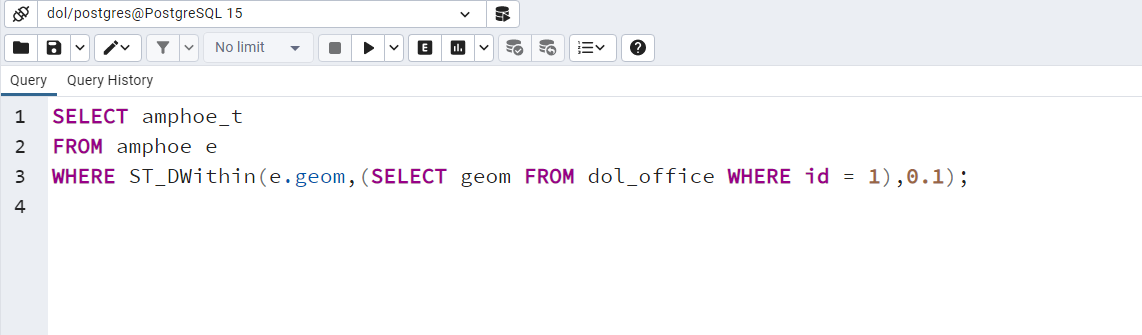 dol/postgres@PostgreSQL 15
No limit
E
Query Query History
1 SELECT amphoe_t
2 FROM amphoe e
3 WHERE ST_DWithin(e.geom,(SELECT geom FROM dol_office WHERE id = 1),0.1);
4